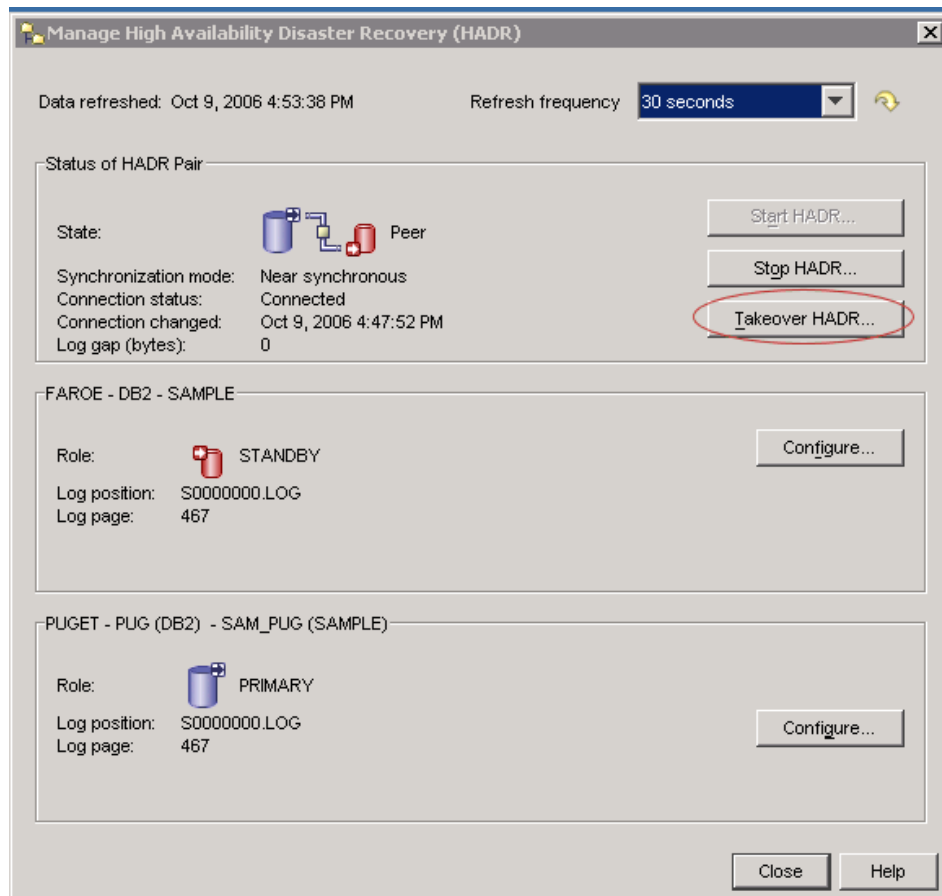 Manage High Availability Disaster Recovery (HADR)
Data refreshed: Oct 9, 2006 4:53:38 PM Refresh frequency 30 seconds
Status of HADR Pair
State: Peer Start HADR...
Synchronization mode: Near synchronous Stop HADR...
Connection status: Connected
Connection changed: Oct 9, 2006 4:47:52 PM Takeover HADR...
Log gap (bytes): 0
FAROE - DB2 - SAMPLE
Role: STANDBY Configure...
Log position: S0000000.LOG
Log page: 467
PUGET - PUG (DB2) - SAM_PUG (SAMPLE)
Role: PRIMARY
Log position: S0000000.LOG Configure...
Log page: 467
Close Help